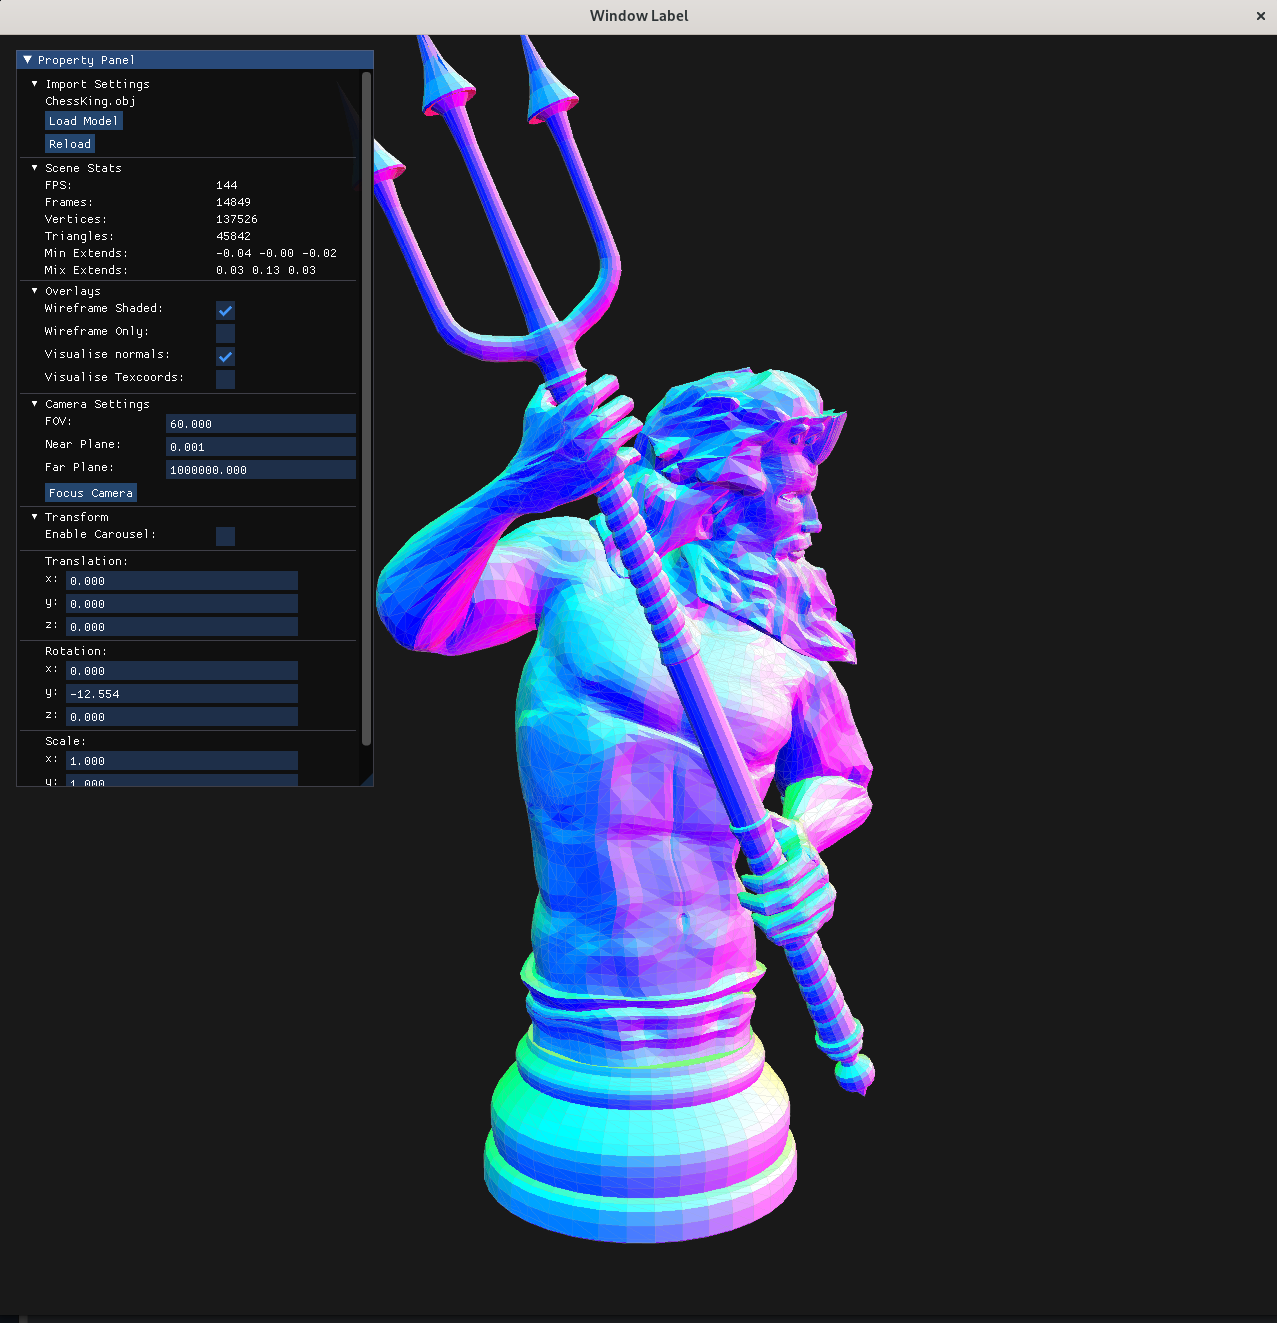 Window Label
Property Panel
Import Settings
ChessKing.obj
Load Model
Reload
Scene Stats
FPS: 144
Frames: 14849
Vertices: 137526
Triangles: 45842
Min Extends: -0.04 -0.00 -0.02
Mix Extends: 0.03 0.13 0.03
Overlays
Wireframe Shaded:
Wireframe Only:
Visualise normals:
Visualise Texcoords:
Camera Settings
FOV: 60.000
Near Plane: 0.001
Far Plane: 1000000.000
Focus Camera
Transform
Enable Carousel:
Translation:
x: 0.000
y: 0.000
z: 0.000
Rotation:
x: 0.000
y: -12.554
z: 0.000
Scale:
x: 1.000
y: 1.000